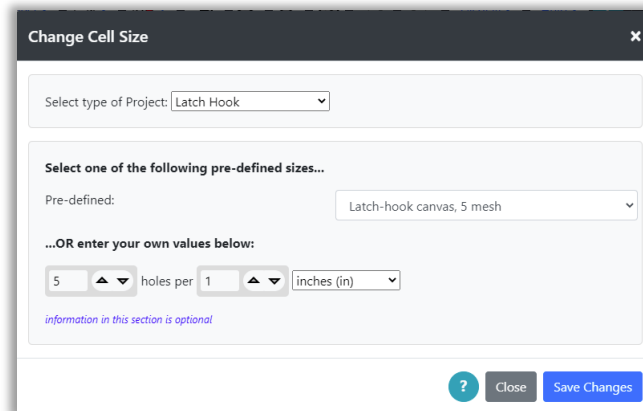 Change Cell Size ×
Select type of Project: Latch Hook
Select one of the following pre-defined sizes...
Pre-defined: Latch-hook canvas, 5 mesh
...OR enter your own values below:
5 holes per 1 inches (in)
information in this section is optional
? Close Save Changes